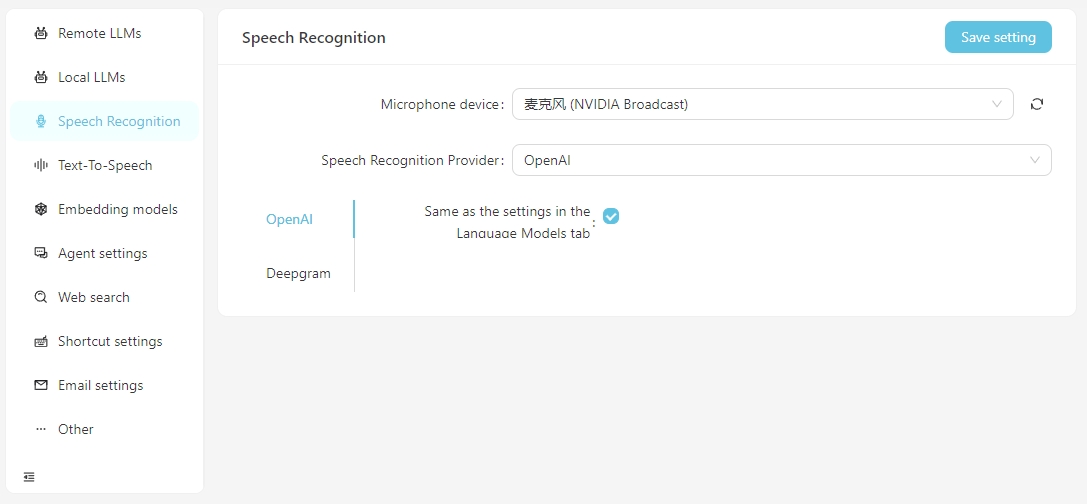 Remote LLMs
Local LLMs
Speech Recognition
Text-To-Speech
Embedding models
Agent settings
Web search
Shortcut settings
Email settings
Other
Speech Recognition
Save setting
Microphone device:
麦克风 (NVIDIA Broadcast)
Speech Recognition Provider:
OpenAI
OpenAI
Deepgram
Same as the settings in the
Language Models tab :